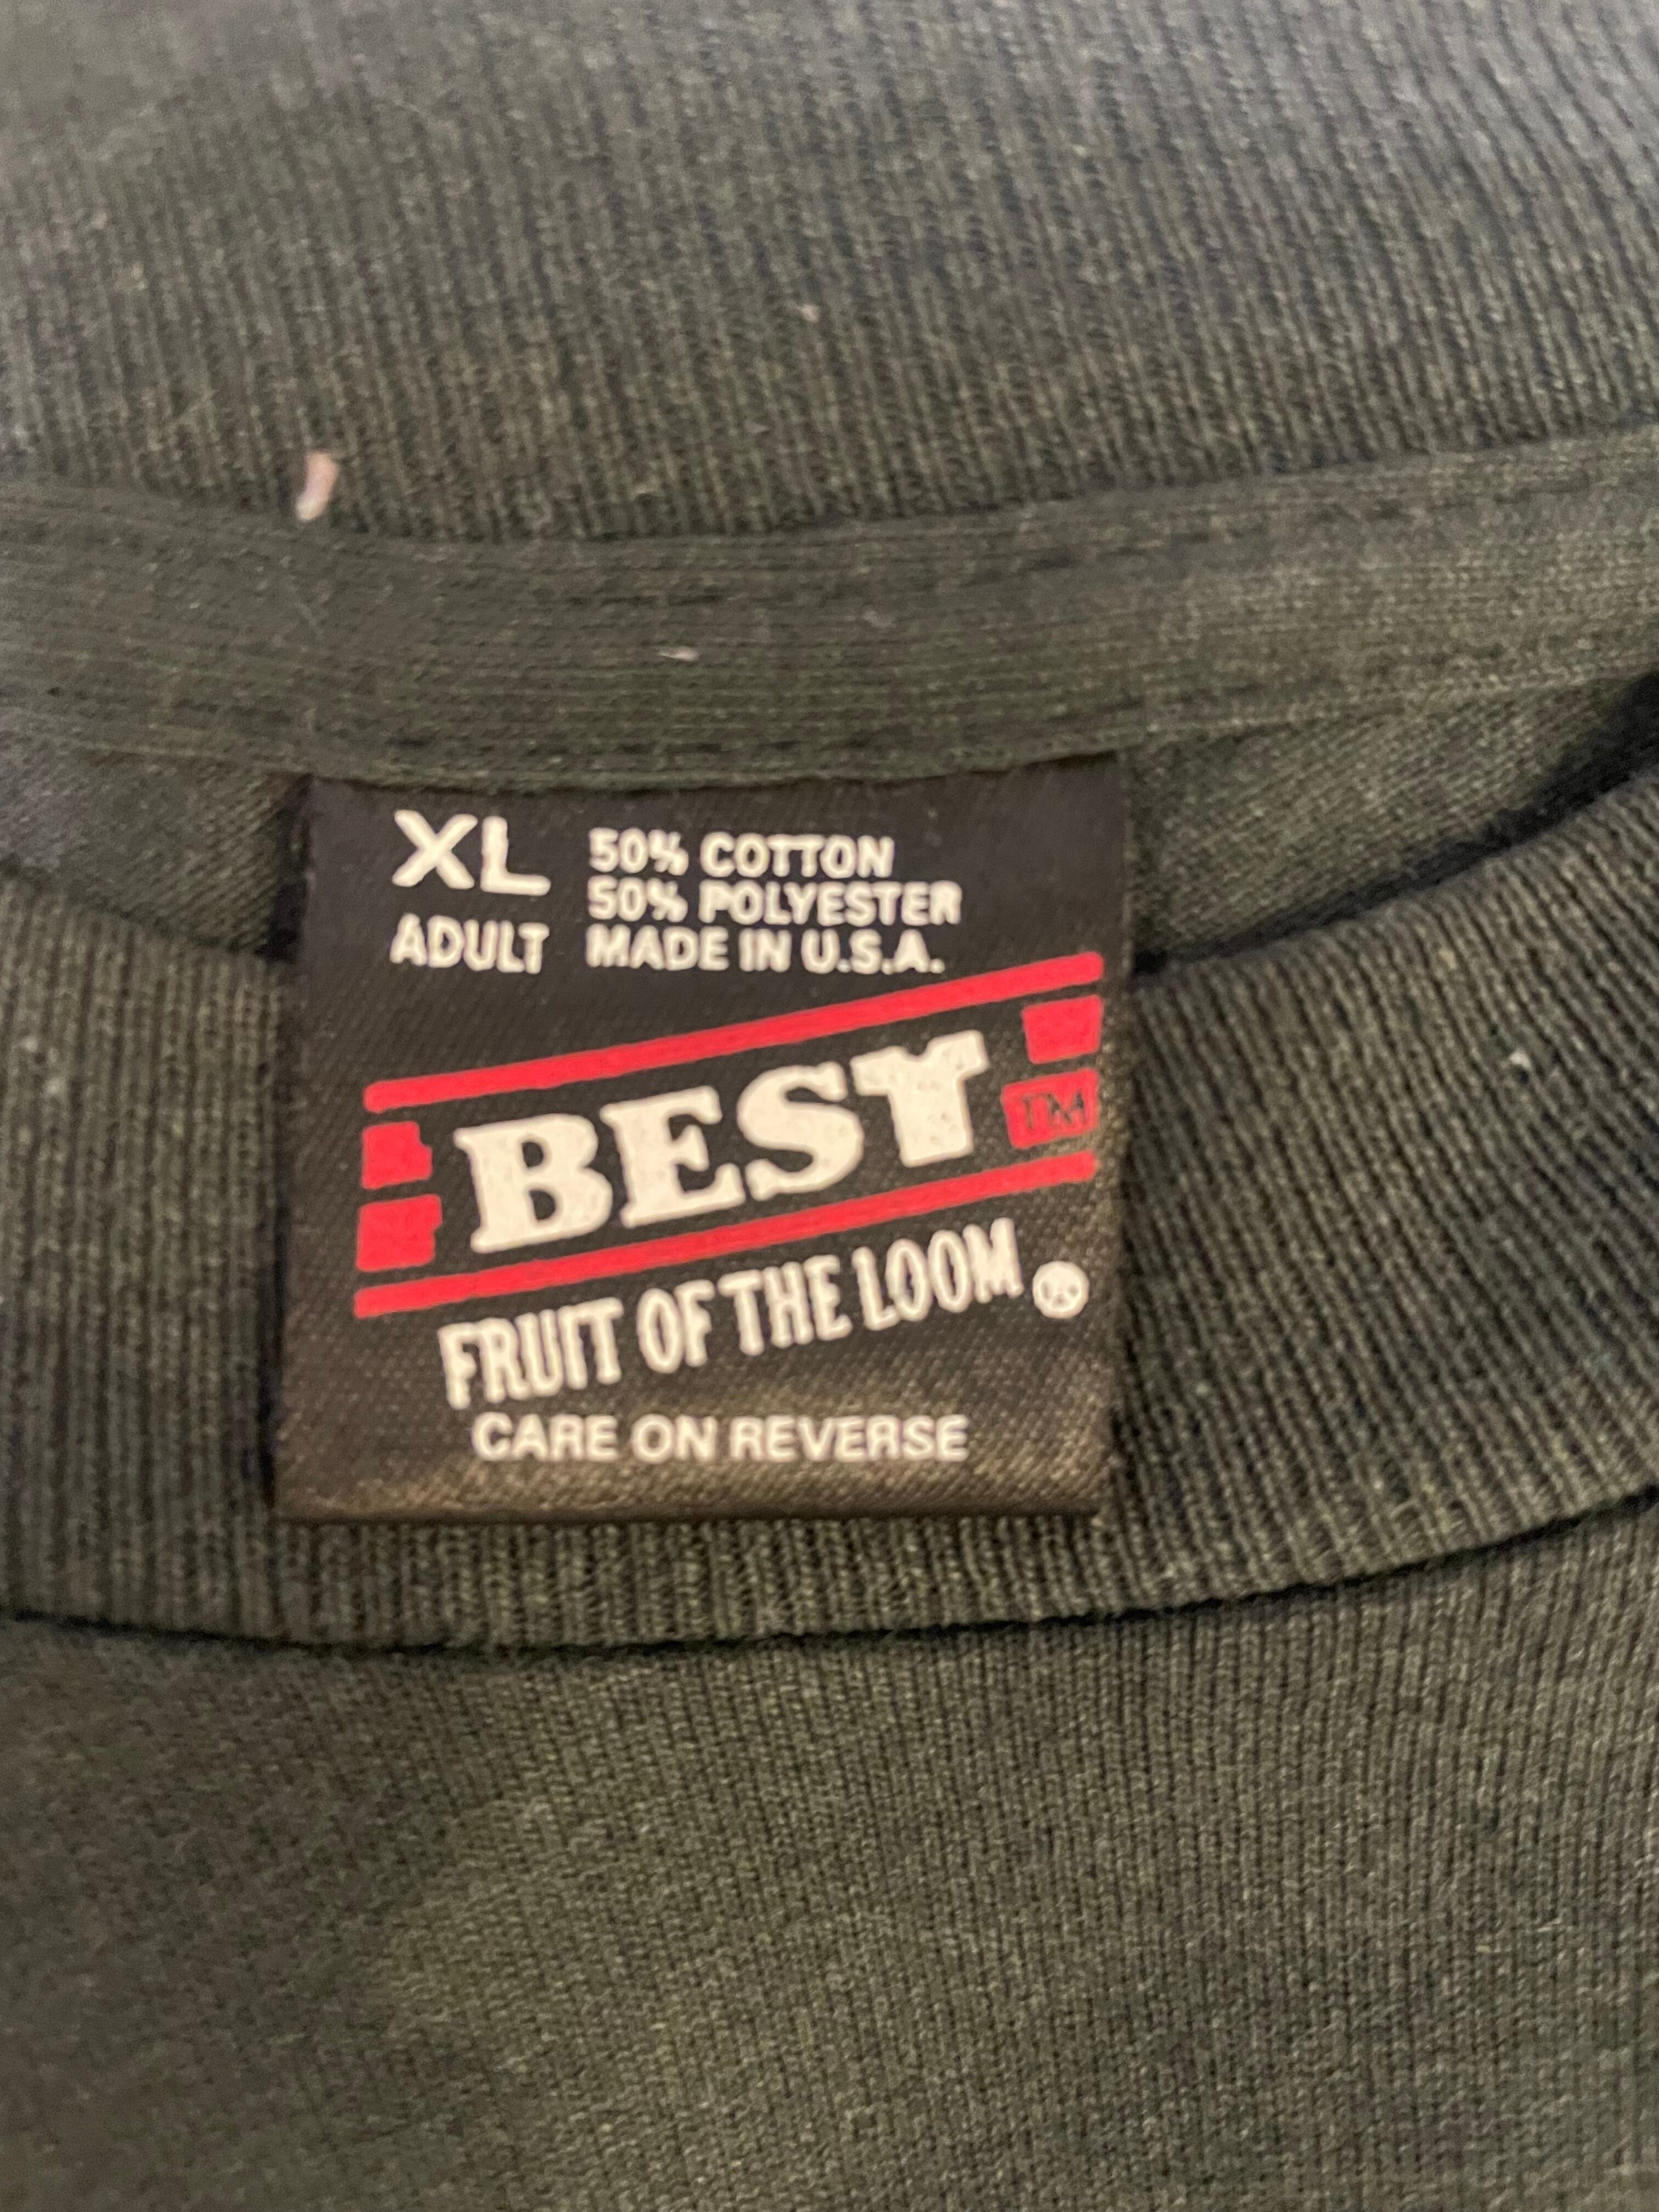 XL
ADULT
50% COTTON
50% POLYESTER
MADE IN U.S.A.
BEST
TM
FRUIT OF THE LOOM ®
CARE ON REVERSE